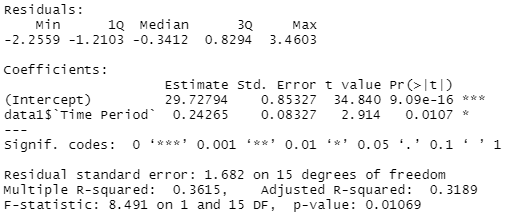 Residuals:
    Min      1Q  Median      3Q     Max
-2.2559 -1.2103 -0.3412  0.8294  3.4603
Coefficients:
                    Estimate Std. Error t value Pr(>|t|)
(Intercept)         29.72794    0.85327  34.840 9.09e-16 ***
data1$`Time Period`  0.24265    0.08327   2.914   0.0107 *
---
Signif. codes:  0 ‘***’ 0.001 ‘**’ 0.01 ‘*’ 0.05 ‘.’ 0.1 ‘ ’ 1
Residual standard error: 1.682 on 15 degrees of freedom
Multiple R-squared:  0.3615,    Adjusted R-squared:  0.3189
F-statistic: 8.491 on 1 and 15 DF,  p-value: 0.01069